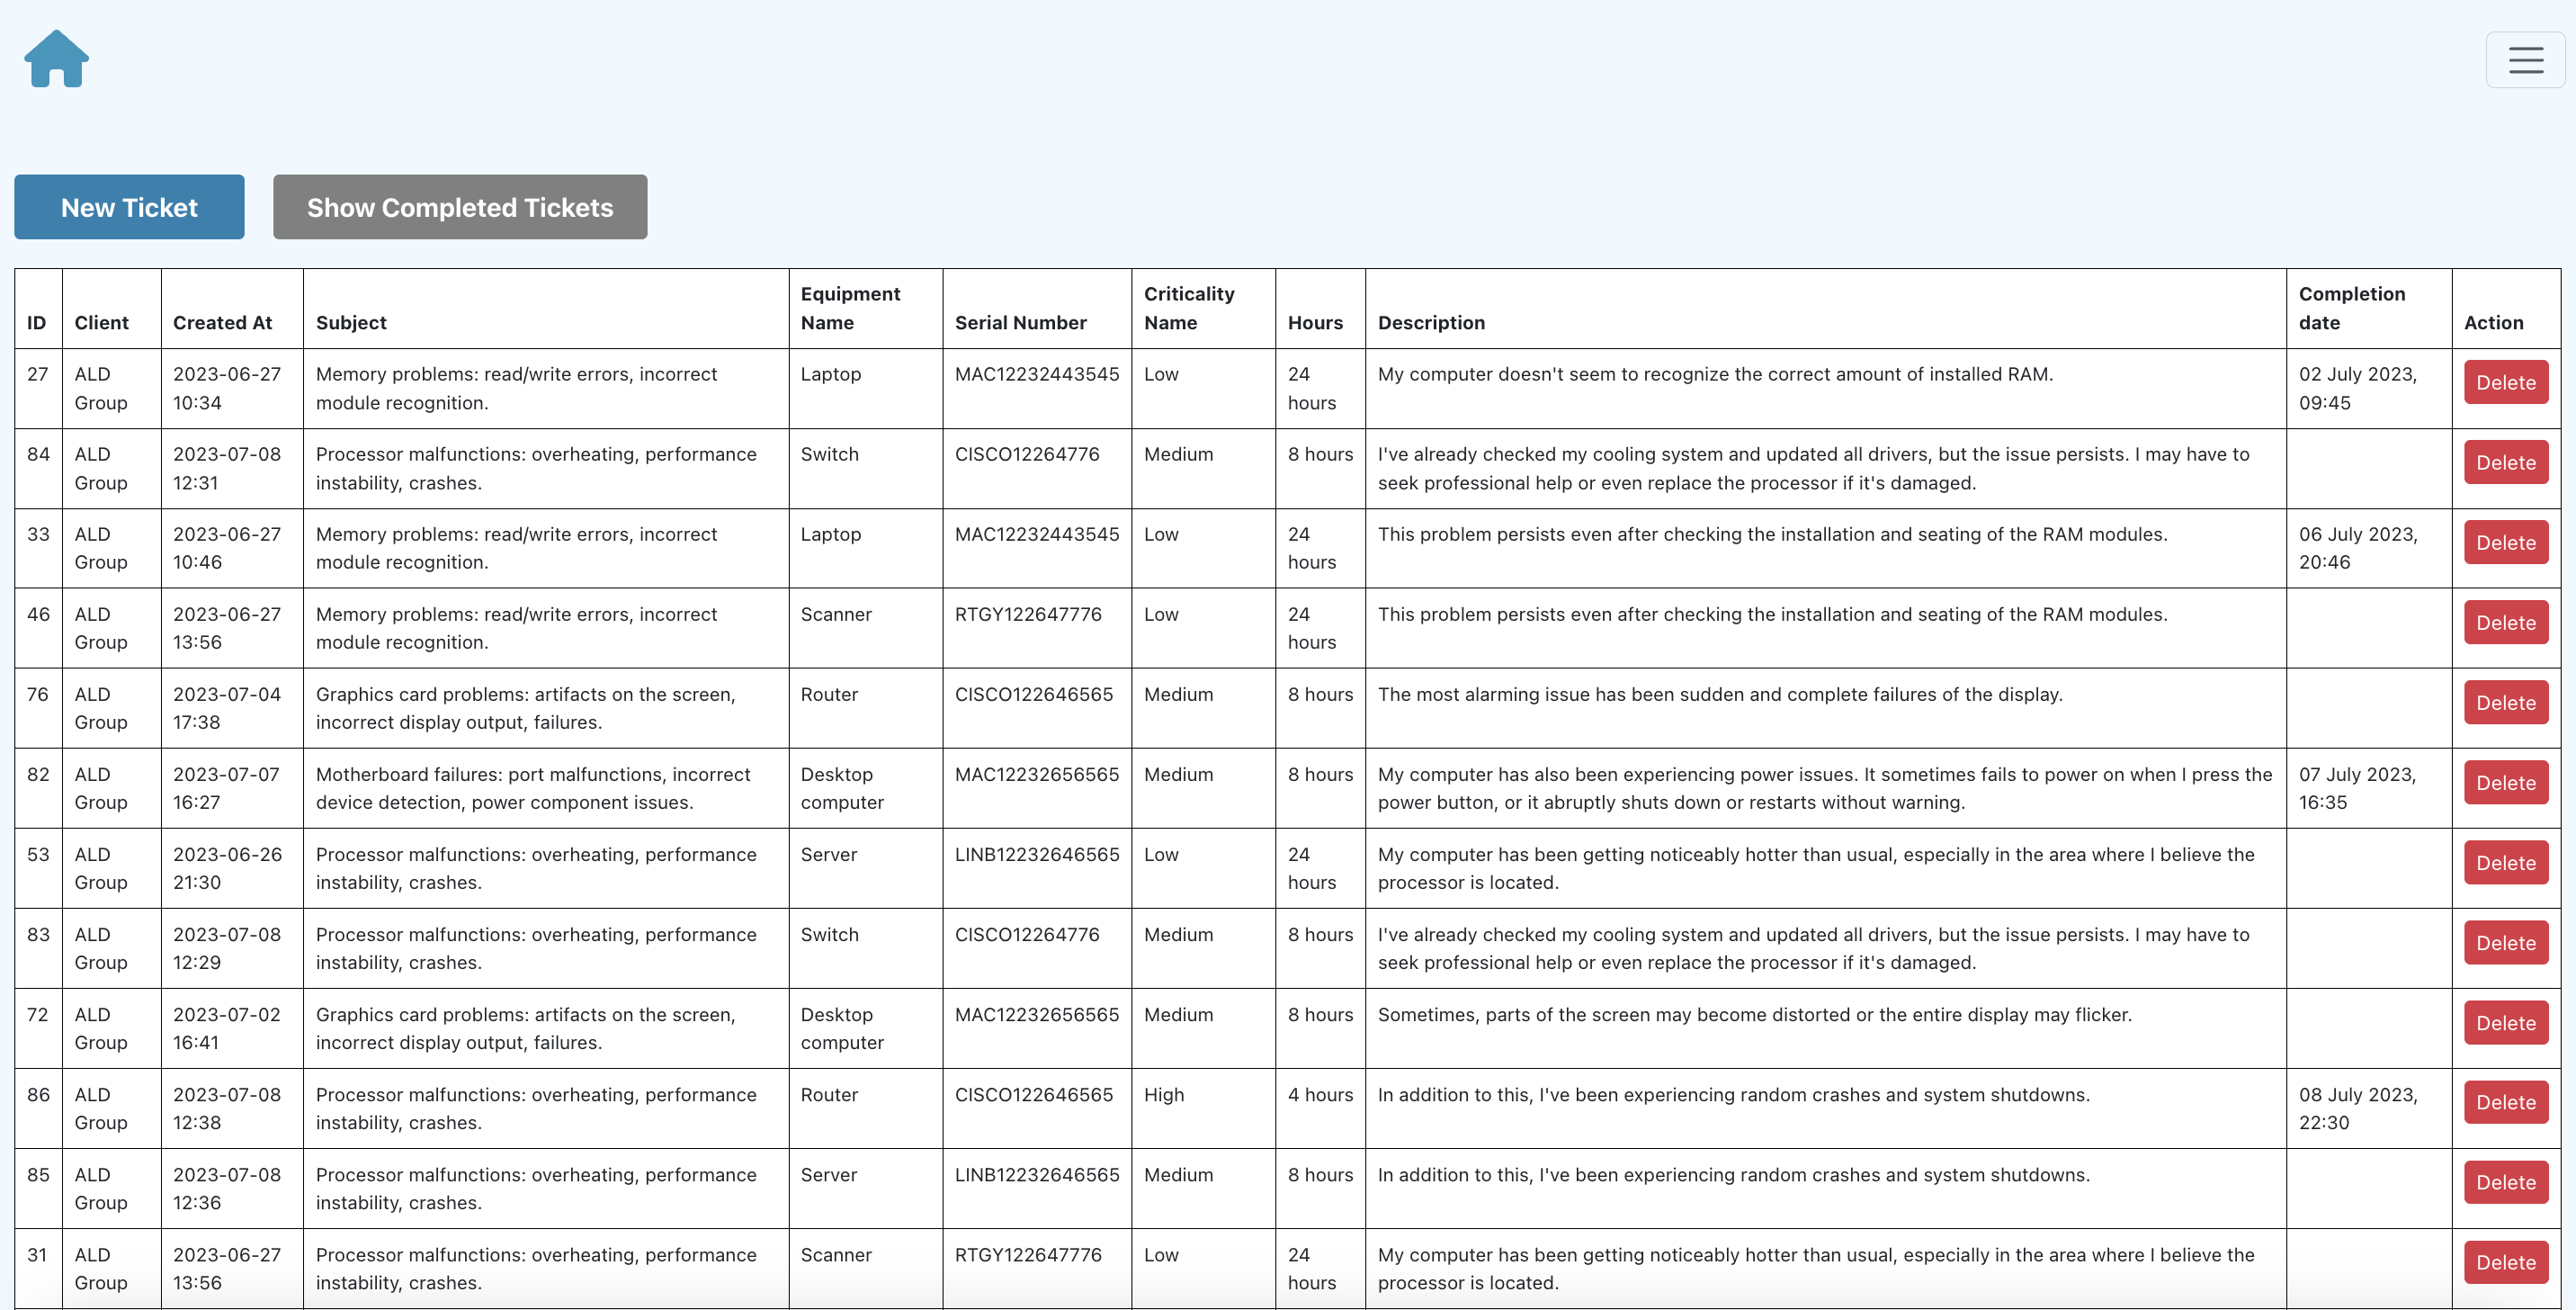 New Ticket
Show Completed Tickets
ID Client Created At Subject Equipment Name Serial Number Criticality Name Hours Description Completion date Action
27 ALD Group 2023-06-27 10:34 Memory problems: read/write errors, incorrect module recognition. Laptop MAC12232443545 Low 24 hours My computer doesn't seem to recognize the correct amount of installed RAM. 02 July 2023, 09:45 Delete
84 ALD Group 2023-07-08 12:31 Processor malfunctions: overheating, performance instability, crashes. Switch CISCO12264776 Medium 8 hours I've already checked my cooling system and updated all drivers, but the issue persists. I may have to seek professional help or even replace the processor if it's damaged. Delete
33 ALD Group 2023-06-27 10:46 Memory problems: read/write errors, incorrect module recognition. Laptop MAC12232443545 Low 24 hours This problem persists even after checking the installation and seating of the RAM modules. 06 July 2023, 20:46 Delete
46 ALD Group 2023-06-27 13:56 Memory problems: read/write errors, incorrect module recognition. Scanner RTGY122647776 Low 24 hours This problem persists even after checking the installation and seating of the RAM modules. Delete
76 ALD Group 2023-07-04 17:38 Graphics card problems: artifacts on the screen, incorrect display output, failures. Router CISCO122646565 Medium 8 hours The most alarming issue has been sudden and complete failures of the display. Delete
82 ALD Group 2023-07-07 16:27 Motherboard failures: port malfunctions, incorrect device detection, power component issues. Desktop computer MAC12232656565 Medium 8 hours My computer has also been experiencing power issues. It sometimes fails to power on when I press the power button, or it abruptly shuts down or restarts without warning. 07 July 2023, 16:35 Delete
53 ALD Group 2023-06-26 21:30 Processor malfunctions: overheating, performance instability, crashes. Server LINB12232646565 Low 24 hours My computer has been getting noticeably hotter than usual, especially in the area where I believe the processor is located. Delete
83 ALD Group 2023-07-08 12:29 Processor malfunctions: overheating, performance instability, crashes. Switch CISCO12264776 Medium 8 hours I've already checked my cooling system and updated all drivers, but the issue persists. I may have to seek professional help or even replace the processor if it's damaged. Delete
72 ALD Group 2023-07-02 16:41 Graphics card problems: artifacts on the screen, incorrect display output, failures. Desktop computer MAC12232656565 Medium 8 hours Sometimes, parts of the screen may become distorted or the entire display may flicker. Delete
86 ALD Group 2023-07-08 12:38 Processor malfunctions: overheating, performance instability, crashes. Router CISCO122646565 High 4 hours In addition to this, I've been experiencing random crashes and system shutdowns. 08 July 2023, 22:30 Delete
85 ALD Group 2023-07-08 12:36 Processor malfunctions: overheating, performance instability, crashes. Server LINB12232646565 Medium 8 hours In addition to this, I've been experiencing random crashes and system shutdowns. Delete
31 ALD Group 2023-06-27 13:56 Processor malfunctions: overheating, performance instability, crashes. Scanner RTGY122647776 Low 24 hours My computer has been getting noticeably hotter than usual, especially in the area where I believe the processor is located. Delete